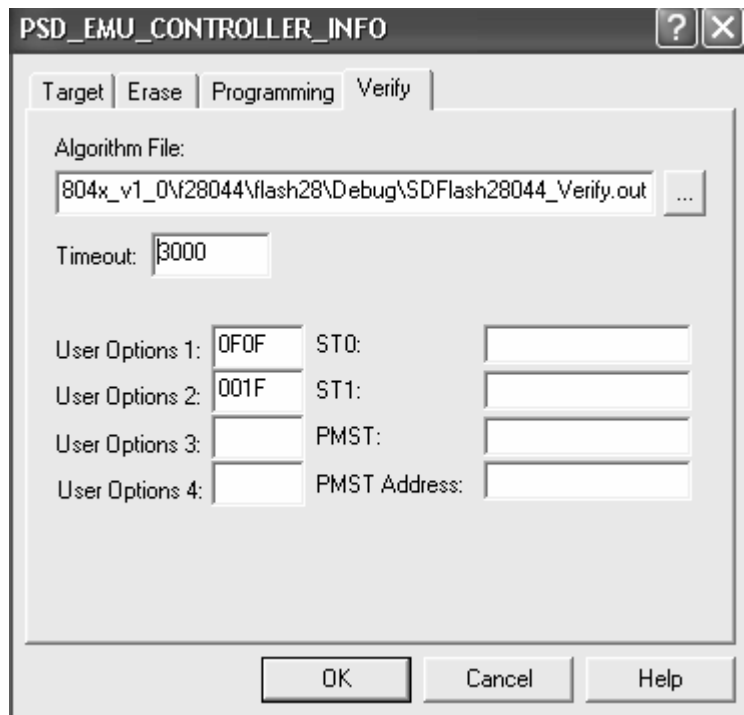 PSD_EMU_CONTROLLER_INFO
Target Erase Programming Verify
Algorithm File:
804x_v1_0\f28044\flash28\Debug\SDFlash28044_Verify.out ...
Timeout: 3000
User Options 1: 0F0F ST0:
User Options 2: 001F ST1:
User Options 3: PMST:
User Options 4: PMST Address:
OK Cancel Help